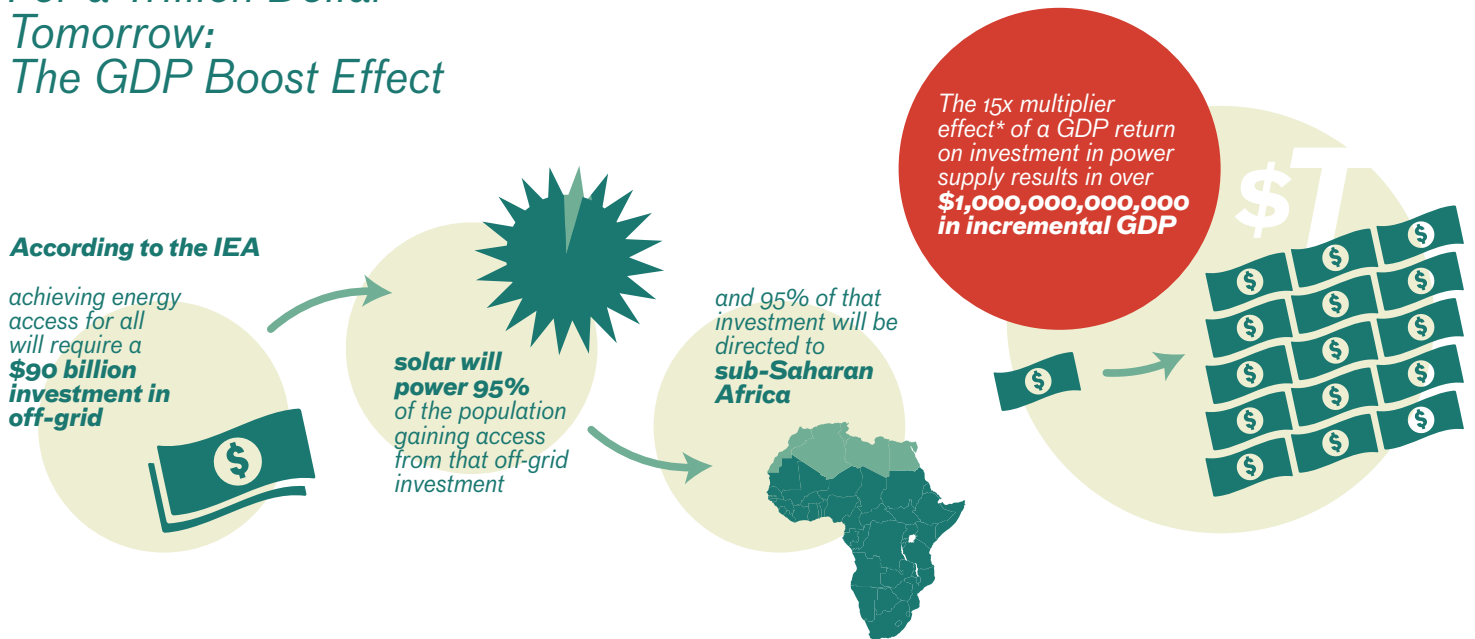 Tomorrow:
The GDP Boost Effect
According to the IEA
achieving energy
access for all
will require a
$90 billion
investment in
off-grid
$
solar will
power 95%
of the population
gaining access
from that off-grid
investment
and 95% of that
investment will be
directed to
sub-Saharan
Africa
The 15x multiplier
effect* of a GDP return
on investment in power
supply results in over
$1,000,000,000,000
in incremental GDP
$
$T
$ $ $
$ $ $
$ $ $
$ $ $
$ $ $